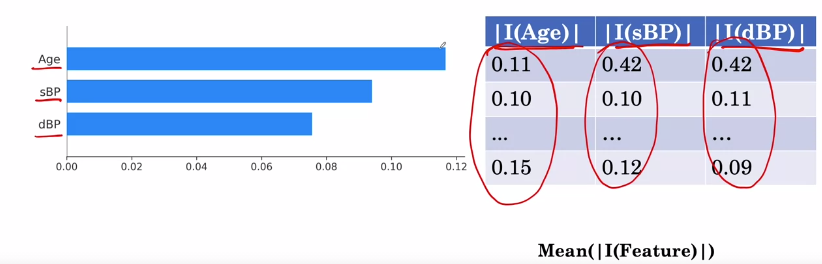 Age
sBP
dBP
0.00 0.02 0.04 0.06 0.08 0.10 0.12
|I(Age)| |I(sBP)| |I(dBP)|
0.11 0.42 0.42
0.10 0.10 0.11
... ... ...
0.15 0.12 0.09
Mean(|I(Feature)|)